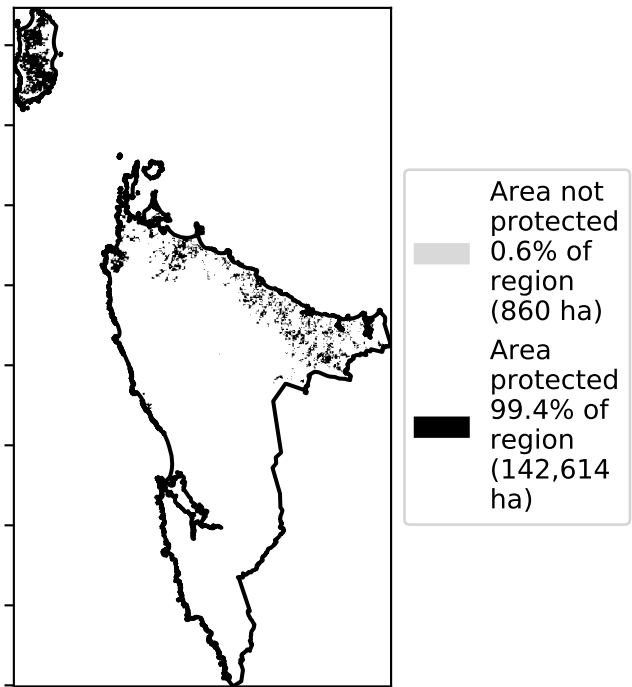 Area not
protected
0.6% of
region
(860 ha)
Area
protected
99.4% of
region
(142,614
ha)